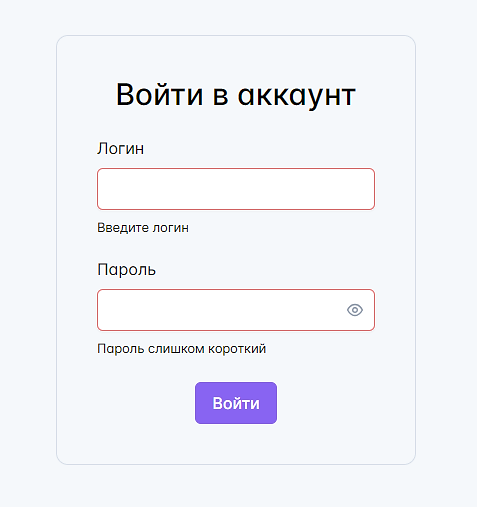 Войти в аккаунт
Логин
Введите логин
Пароль
Пароль слишком короткий
Войти